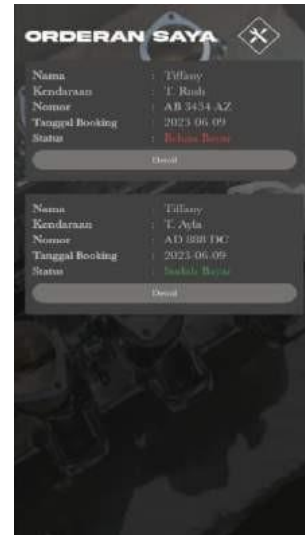 ORDERAN SAYA
Nama : Tiffany
Kendaraan : T. Rush
Nomor : AB 3434 AZ
Tanggal Booking : 2023-06-09
Status : Belum Bayar
Detail
Nama : Tiffany
Kendaraan : T. Ayla
Nomor : AD 888 DC
Tanggal Booking : 2023-06-09
Status : Sudah Bayar
Detail